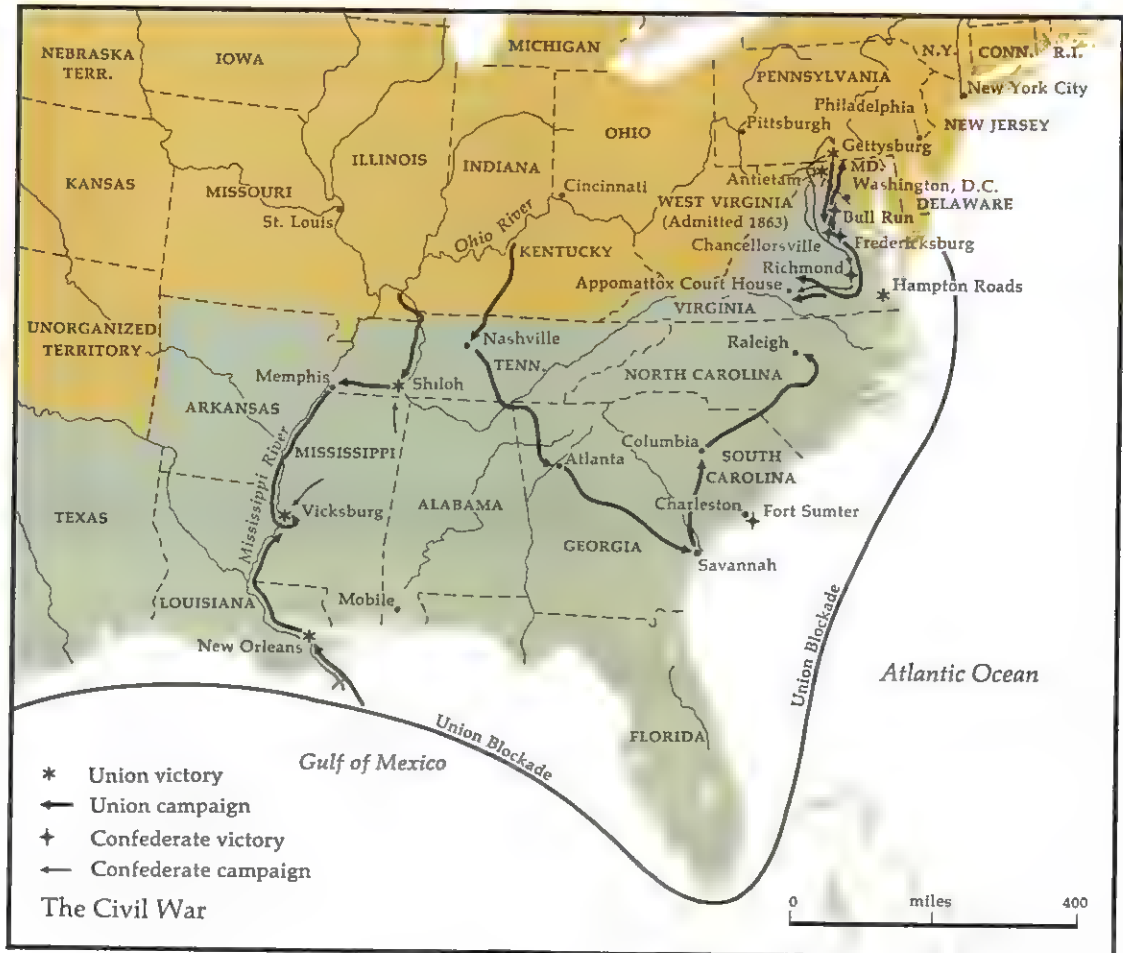 NEBRASKA
TERR.
IOWA
MICHIGAN
N.Y.
CONN.
R.I.
PENNSYLVANIA
New York City
Philadelphia
OHIO
Pittsburgh
NEW JERSEY
ILLINOIS
INDIANA
Gettysburg
KANSAS
MISSOURI
Cincinnati
Antietam
MD.
Washington, D.C.
WEST VIRGINIA
(Admitted 1863)
DELAWARE
St. Louis
Ohio River
Bull Run
KENTUCKY
Chancellorsville
Fredericksburg
Richmond
Appomattox Court House
Hampton Roads
VIRGINIA
UNORGANIZED
TERRITORY
Nashville
Raleigh
TENN.
Memphis
Shiloh
NORTH CAROLINA
ARKANSAS
Mississippi River
MISSISSIPPI
Columbia
Atlanta
SOUTH
CAROLINA
TEXAS
Vicksburg
ALABAMA
Charleston
Fort Sumter
GEORGIA
Savannah
LOUISIANA
Mobile
New Orleans
Union Blockade
Atlantic Ocean
Union Blockade
FLORIDA
Gulf of Mexico
Union victory
Union campaign
Confederate victory
Confederate campaign
The Civil War
0 miles 400